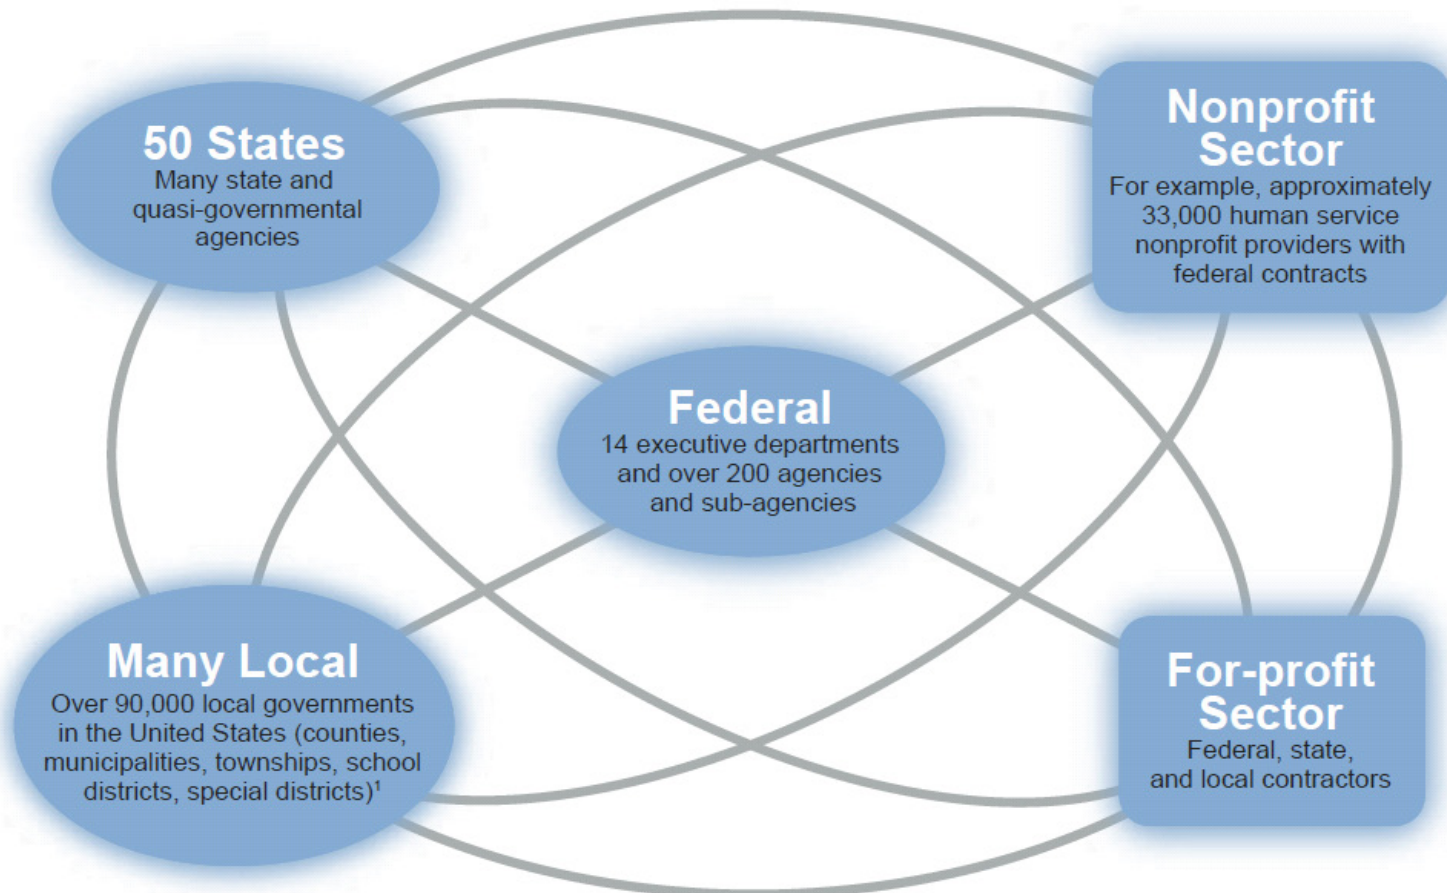 50 States
Many state and
quasi-governmental
agencies
Nonprofit
Sector
For example, approximately
33,000 human service
nonprofit providers with
federal contracts
Federal
14 executive departments
and over 200 agencies
and sub-agencies
Many Local
Over 90,000 local governments
in the United States (counties,
municipalities, townships, school
districts, special districts)¹
For-profit
Sector
Federal, state,
and local contractors